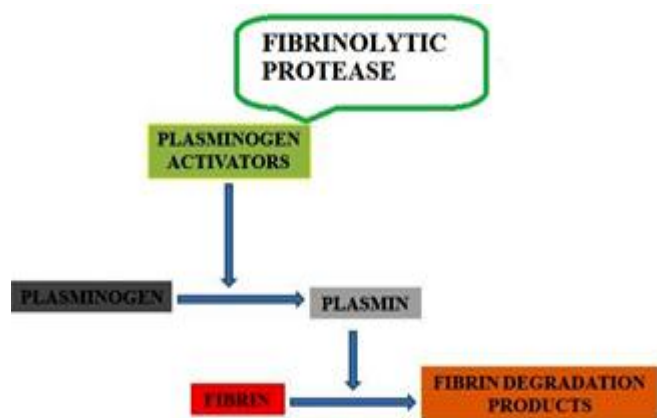 FIBRINOLYTIC
PROTEASE
PLASMINOGEN
ACTIVATORS
PLASMINOGEN
PLASMIN
FIBRIN
FIBRIN DEGRADATION
PRODUCTS